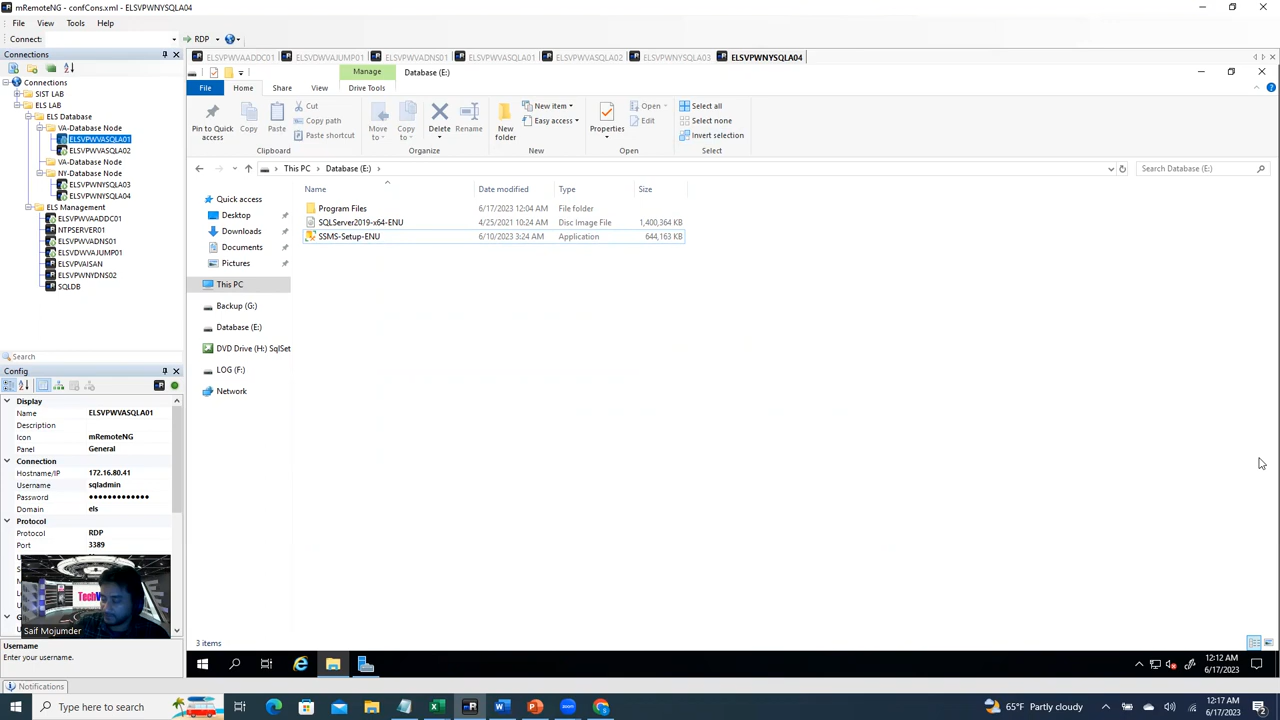 mRemoteNG - confCons.xml - ELSVPWNYSQLA04
File View Tools Help
Connect: RDP
Connections
ELSVPWVAADDC01 ELSVDWVAJUMP01 ELSVPWVADNS01 ELSVPWVASQLA01 ELSVPWVASQLA02 ELSVPWNYSQLA03 ELSVPWNYSQLA04
Manage Database (E:)
File Home Share View Drive Tools
Pin to Quick access
Copy
Paste
Cut
Copy path
Paste shortcut
Clipboard
Move to
Copy to
Delete
Rename
Organize
New folder
New item
Easy access
New
Properties
Open
Edit
Open
Select all
Select none
Invert selection
Select
This PC Database (E:)
Search Database (E:)
Connections
SIST LAB
ELS LAB
ELS Database
VA-Database Node
ELSVPWVASQLA01
ELSVPWVASQLA02
VA-Database Node
NY-Database Node
ELSVPWNYSQLA03
ELSVPWNYSQLA04
ELS Management
ELSVPWVAADDC01
NTPSERVER01
ELSVPWVADNS01
ELSVDWVAJUMP01
ELSVPVAISAN
ELSVPWNYDNS02
SQLDB
Quick access
Desktop
Downloads
Documents
Pictures
This PC
Backup (G:)
Database (E:)
DVD Drive (H:) SqlSet
LOG (F:)
Network
Name Date modified Type Size
Program Files 6/17/2023 12:04 AM File folder
SQLServer2019-x64-ENU 4/25/2021 10:24 AM Disc Image File 1,400,364 KB
SSMS-Setup-ENU 6/10/2023 3:24 AM Application 644,163 KB
Search
Config
Display
Name ELSVPWVASQLA01
Description
Icon mRemoteNG
Panel General
Connection
Hostname/IP 172.16.80.41
Username sqladmin
Password ●●●●●●●●●●●●●
Domain els
Protocol
Protocol RDP
Port 3389
TechV
Saif Mojumder
Username
Enter your username.
3 items
12:12 AM
6/17/2023
Notifications
Type here to search
65°F Partly cloudy
12:17 AM
6/17/2023
2